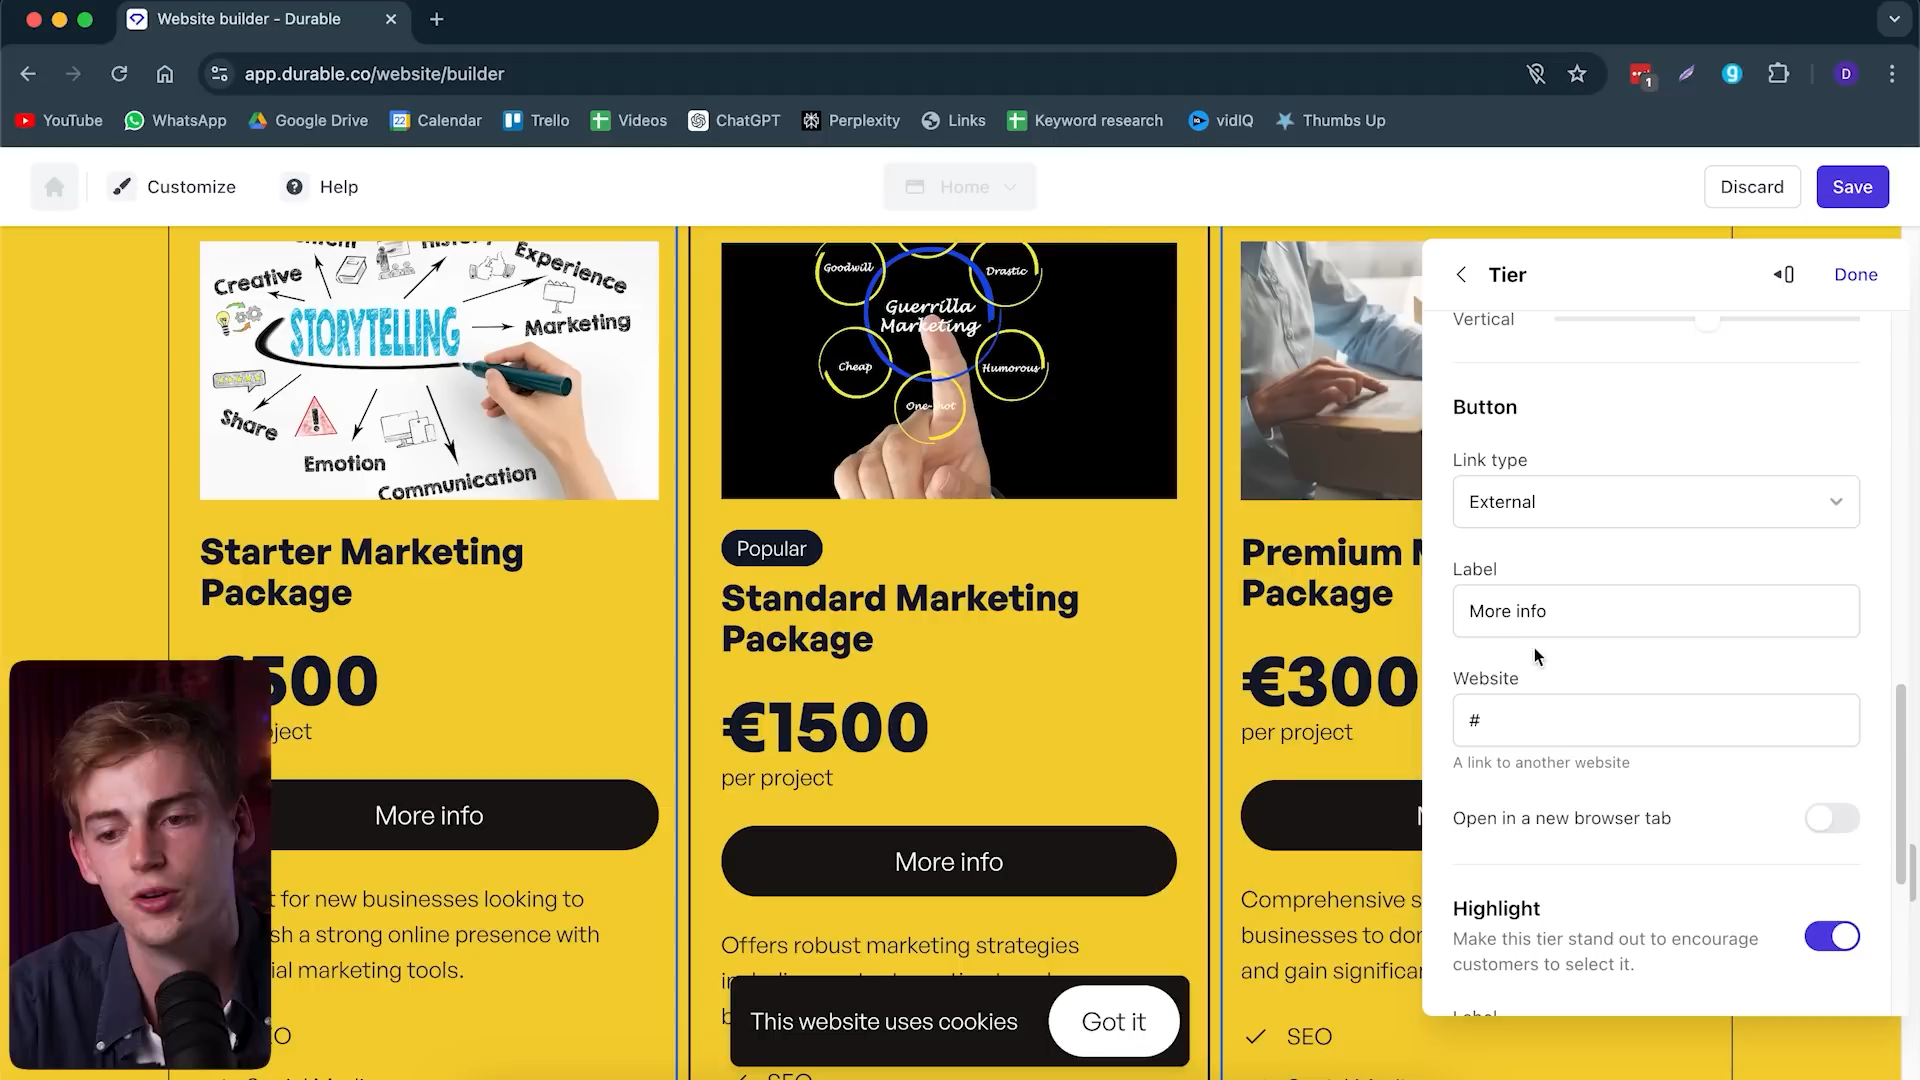 Website builder - Durable
app.durable.co/website/builder
1
g
D
YouTube
WhatsApp
Google Drive
22
Calendar
Trello
Videos
ChatGPT
Perplexity
Links
Keyword research
vidIQ
Thumbs Up
Customize
Help
Home
Discard
Save
Creative
Experience
STORYTELLING
Marketing
Share
Emotion
Communication
Goodwill
Drastic
Guerrilla
Marketing
Cheap
Humorous
One-shot
Starter Marketing
Package
500
More info
t for new businesses looking to
sh a strong online presence with
ial marketing tools.
Popular
Standard Marketing
Package
€1500
per project
More info
Offers robust marketing strategies
This website uses cookies
Got it
SEO
Premium M
Package
€300
per project
Comprehensive s
businesses to dor
and gain significar
SEO
Tier
Done
Vertical
Button
Link type
External
Label
More info
Website
#
A link to another website
Open in a new browser tab
Highlight
Make this tier stand out to encourage
customers to select it.
Label